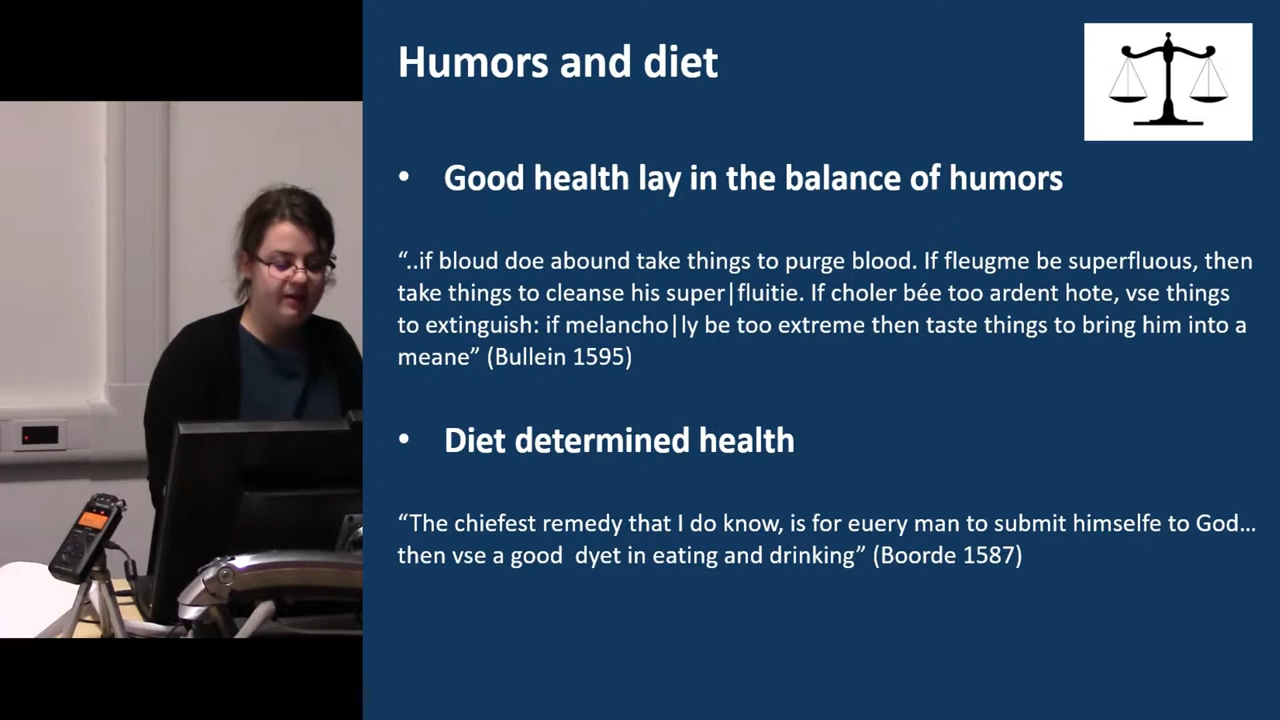 Humors and diet
• Good health lay in the balance of humors
“..if bloud doe abound take things to purge blood. If fleugme be superfluous, then
take things to cleanse his super|fluitie. If choler bée too ardent hote, vse things
to extinguish: if melancho|ly be too extreme then taste things to bring him into a
meane” (Bullein 1595)
• Diet determined health
“The chiefest remedy that I do know, is for euery man to submit himselfe to God…
then vse a good  dyet in eating and drinking” (Boorde 1587)